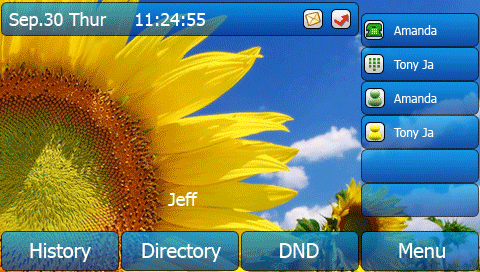 Sep.30 Thur 11:24:55
Amanda
Tony Ja
Amanda
Tony Ja
Jeff
History Directory DND Menu